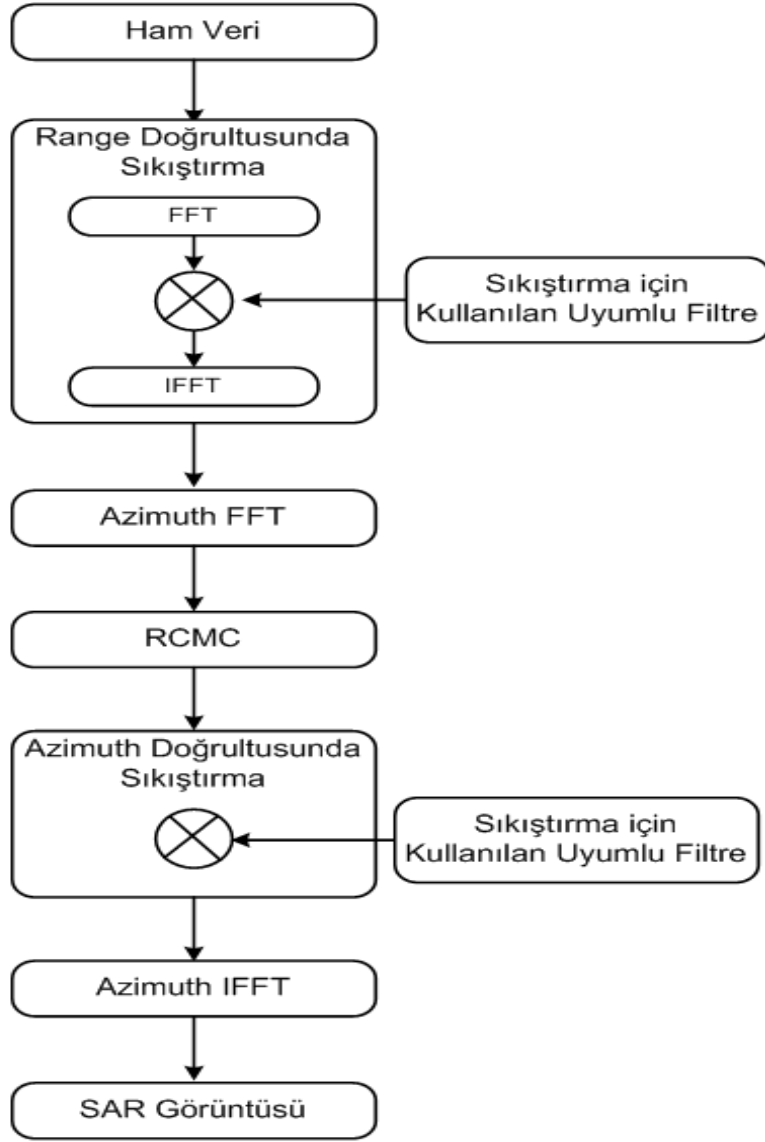 Ham Veri
Range Doğrultusunda
Sıkıştırma
FFT
Sıkıştırma için
Kullanılan Uyumlu Filtre
IFFT
Azimuth FFT
RCMC
Azimuth Doğrultusunda
Sıkıştırma
Sıkıştırma için
Kullanılan Uyumlu Filtre
Azimuth IFFT
SAR Görüntüsü